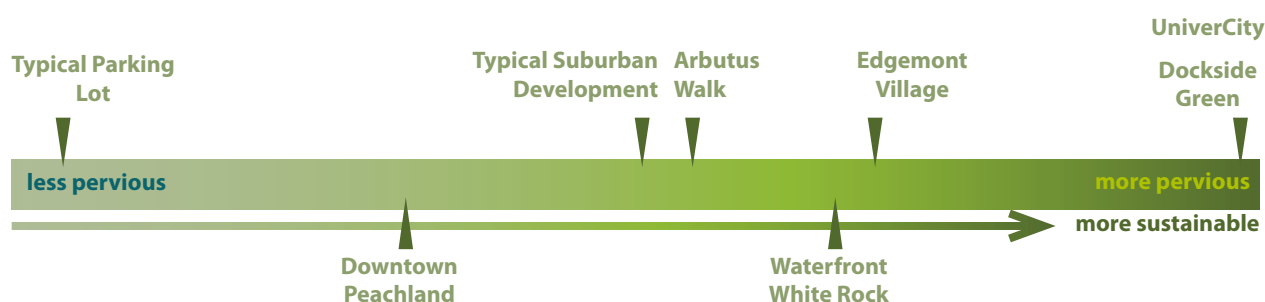 UniverCity
Typical Parking
Lot
Typical Suburban
Development
Arbutus
Walk
Edgemont
Village
Dockside
Green
less pervious
more pervious
more sustainable
Downtown
Peachland
Waterfront
White Rock